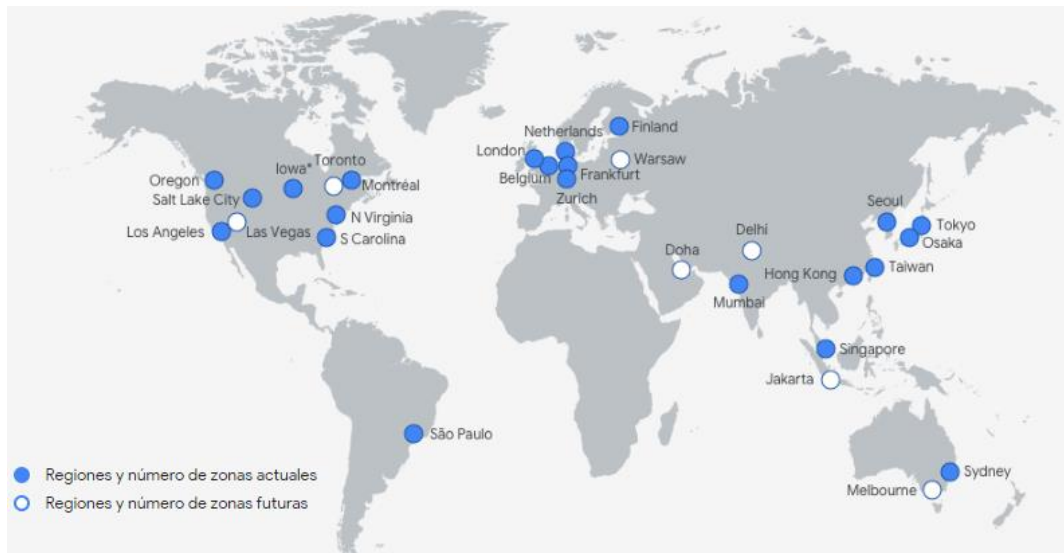 Finland
Netherlands
London
Warsaw
Belgium
Frankfurt
Zurich
Toronto
Iowa*
Oregon
Montréal
Salt Lake City
N Virginia
Los Angeles
Las Vegas
S Carolina
Seoul
Tokyo
Osaka
Delhi
Doha
Taiwan
Hong Kong
Mumbai
Singapore
Jakarta
São Paulo
Sydney
Melbourne
Regiones y número de zonas actuales
Regiones y número de zonas futuras